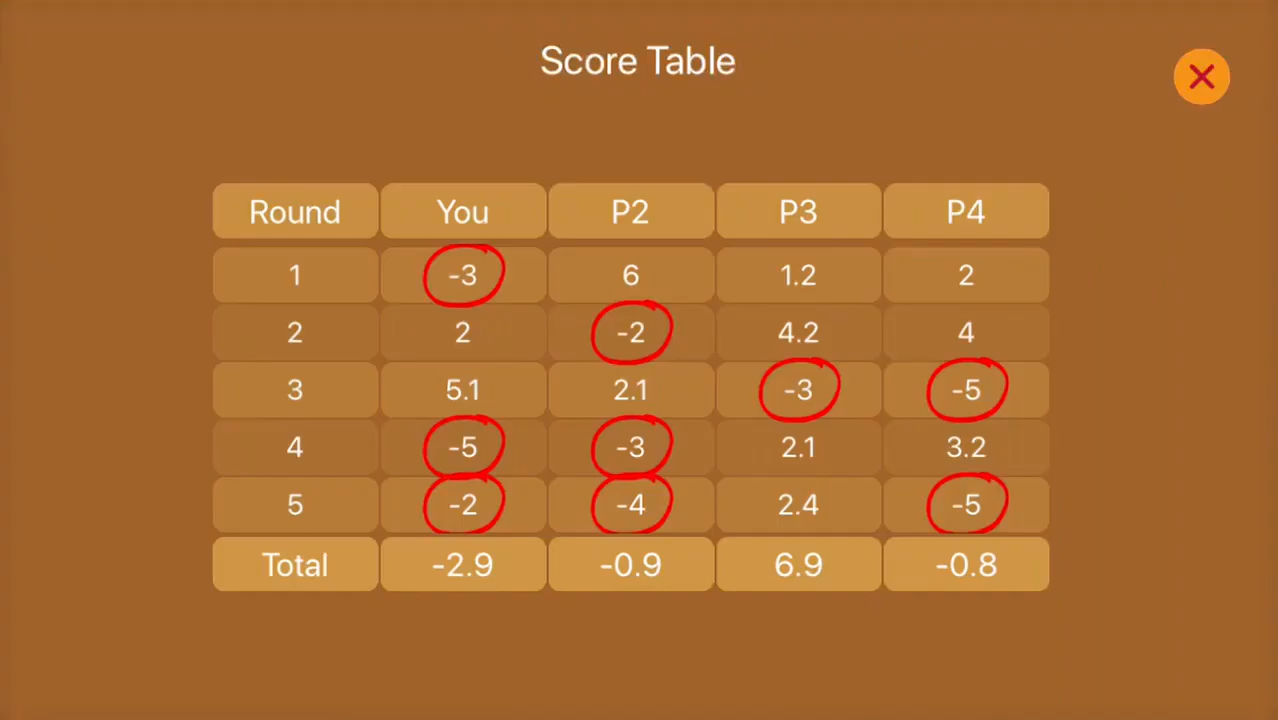 Score Table
Round You P2 P3 P4
1 -3 6 1.2 2
2 2 -2 4.2 4
3 5.1 2.1 -3 -5
4 -5 -3 2.1 3.2
5 -2 -4 2.4 -5
Total -2.9 -0.9 6.9 -0.8